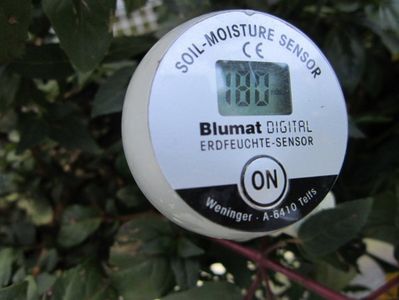 SOIL-MOISTURE SENSOR
CE
180
Blumat DIGITAL
ERDFEUCHTE-SENSOR
ON
Weninger · A-6410 Telfs